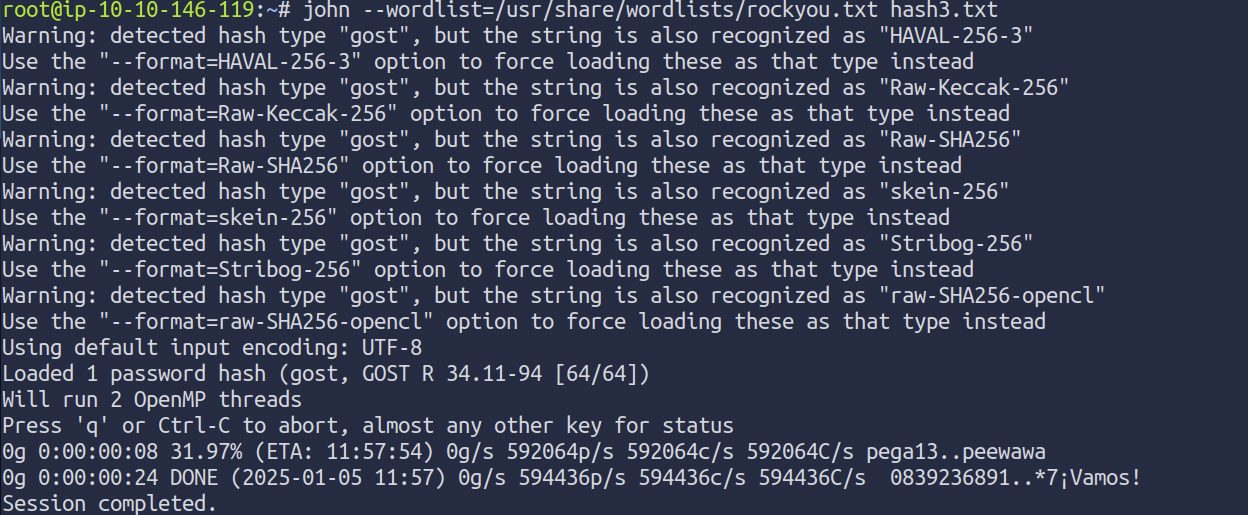 root@ip-10-10-146-119:~# john --wordlist=/usr/share/wordlists/rockyou.txt hash3.txt
Warning: detected hash type "gost", but the string is also recognized as "HAVAL-256-3"
Use the "--format=HAVAL-256-3" option to force loading these as that type instead
Warning: detected hash type "gost", but the string is also recognized as "Raw-Keccak-256"
Use the "--format=Raw-Keccak-256" option to force loading these as that type instead
Warning: detected hash type "gost", but the string is also recognized as "Raw-SHA256"
Use the "--format=Raw-SHA256" option to force loading these as that type instead
Warning: detected hash type "gost", but the string is also recognized as "skein-256"
Use the "--format=skein-256" option to force loading these as that type instead
Warning: detected hash type "gost", but the string is also recognized as "Stribog-256"
Use the "--format=Stribog-256" option to force loading these as that type instead
Warning: detected hash type "gost", but the string is also recognized as "raw-SHA256-opencl"
Use the "--format=raw-SHA256-opencl" option to force loading these as that type instead
Using default input encoding: UTF-8
Loaded 1 password hash (gost, GOST R 34.11-94 [64/64])
Will run 2 OpenMP threads
Press 'q' or Ctrl-C to abort, almost any other key for status
0g 0:00:00:08 31.97% (ETA: 11:57:54) 0g/s 592064p/s 592064c/s 592064C/s pega13..peewawa
0g 0:00:00:24 DONE (2025-01-05 11:57) 0g/s 594436p/s 594436c/s 594436C/s  0839236891..*7¡Vamos!
Session completed.